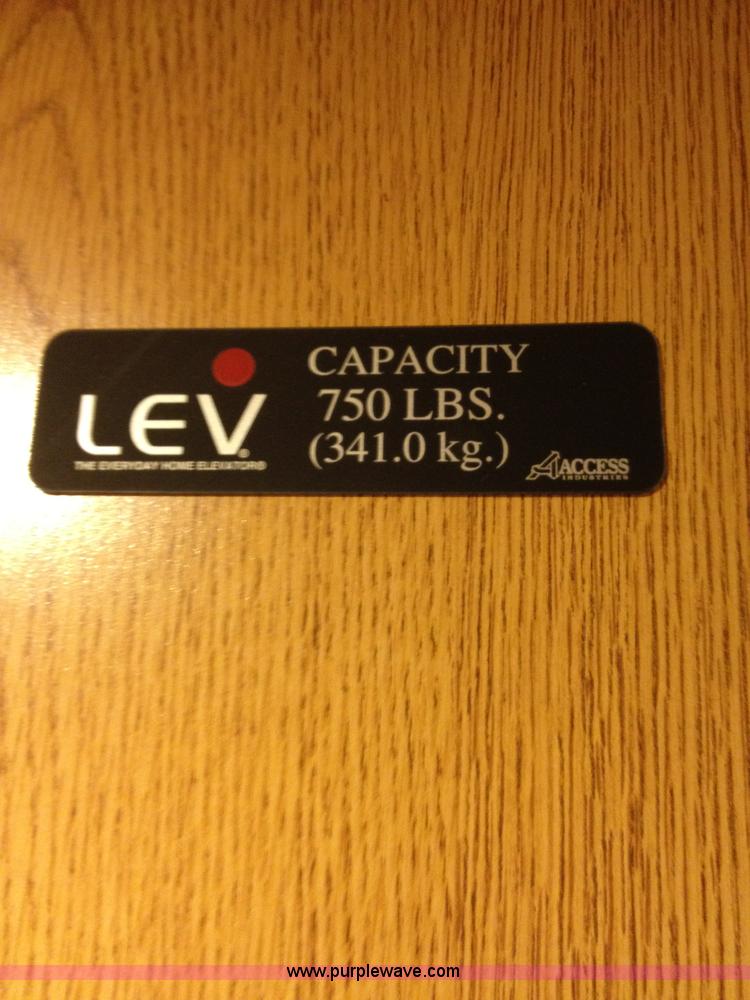 LEV®
THE EVERYDAY HOME ELEVATOR®
CAPACITY
750 LBS.
(341.0 kg.)
ACCESS
INDUSTRIES
www.purplewave.com